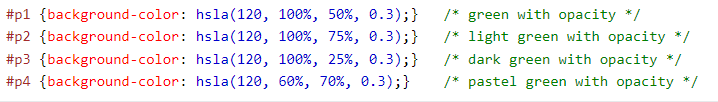 #p1 {background-color: hsla(120, 100%, 50%, 0.3);}   /* green with opacity */
#p2 {background-color: hsla(120, 100%, 75%, 0.3);}   /* light green with opacity */
#p3 {background-color: hsla(120, 100%, 25%, 0.3);}   /* dark green with opacity */
#p4 {background-color: hsla(120, 60%, 70%, 0.3);}    /* pastel green with opacity */